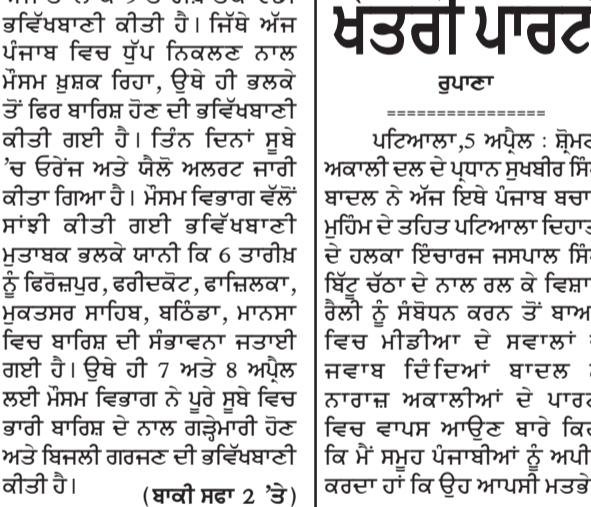 ਭਵਿੱਖਬਾਣੀ ਕੀਤੀ ਹੈ। ਜਿੱਥੇ ਅੱਜ
ਪੰਜਾਬ ਵਿਚ ਧੁੱਪ ਨਿਕਲਣ ਨਾਲ
ਮੌਸਮ ਖ਼ੁਸ਼ਕ ਰਿਹਾ, ਉਥੇ ਹੀ ਭਲਕੇ
ਤੋਂ ਫਿਰ ਬਾਰਿਸ਼ ਹੋਣ ਦੀ ਭਵਿੱਖਬਾਣੀ
ਕੀਤੀ ਗਈ ਹੈ। ਤਿੰਨ ਦਿਨਾਂ ਸੂਬੇ
'ਚ ਓਰੇਂਜ ਅਤੇ ਯੈਲੋ ਅਲਰਟ ਜਾਰੀ
ਕੀਤਾ ਗਿਆ ਹੈ। ਮੌਸਮ ਵਿਭਾਗ ਵੱਲੋਂ
ਸਾਂਝੀ ਕੀਤੀ ਗਈ ਭਵਿੱਖਬਾਣੀ
ਮੁਤਾਬਕ ਭਲਕੇ ਯਾਨੀ ਕਿ 6 ਤਾਰੀਖ਼
ਨੂੰ ਫਿਰੋਜ਼ਪੁਰ, ਫਰੀਦਕੋਟ, ਫਾਜ਼ਿਲਕਾ,
ਮੁਕਤਸਰ ਸਾਹਿਬ, ਬਠਿੰਡਾ, ਮਾਨਸਾ
ਵਿਚ ਬਾਰਿਸ਼ ਦੀ ਸੰਭਾਵਨਾ ਜਤਾਈ
ਗਈ ਹੈ। ਉਥੇ ਹੀ 7 ਅਤੇ 8 ਅਪ੍ਰੈਲ
ਲਈ ਮੌਸਮ ਵਿਭਾਗ ਨੇ ਪੂਰੇ ਸੂਬੇ ਵਿਚ
ਭਾਰੀ ਬਾਰਿਸ਼ ਦੇ ਨਾਲ ਗੜ੍ਹੇਮਾਰੀ ਹੋਣ
ਅਤੇ ਬਿਜਲੀ ਗਰਜਣ ਦੀ ਭਵਿੱਖਬਾਣੀ
ਕੀਤੀ ਹੈ।
(ਬਾਕੀ ਸਫਾ 2 'ਤੇ)
ਖੇਤਰੀ ਪਾਰਟ
ਰੁਪਾਣਾ
================
ਪਟਿਆਲਾ,5 ਅਪ੍ਰੈਲ : ਸ਼੍ਰੋਮਣ
ਅਕਾਲੀ ਦਲ ਦੇ ਪ੍ਰਧਾਨ ਸੁਖਬੀਰ ਸਿੰ
ਬਾਦਲ ਨੇ ਅੱਜ ਇਥੇ ਪੰਜਾਬ ਬਚਾ
ਮੁਹਿੰਮ ਦੇ ਤਹਿਤ ਪਟਿਆਲਾ ਦਿਹਾਤ
ਦੇ ਹਲਕਾ ਇੰਚਾਰਜ ਜਸਪਾਲ ਸਿੰ
ਬਿੱਟੂ ਚੱਠਾ ਦੇ ਨਾਲ ਰਲ ਕੇ ਵਿਸ਼ਾ
ਰੈਲੀ ਨੂੰ ਸੰਬੋਧਨ ਕਰਨ ਤੋਂ ਬਾਅ
ਵਿਚ ਮੀਡੀਆ ਦੇ ਸਵਾਲਾਂ
ਜਵਾਬ ਦਿੰਦਿਆਂ ਬਾਦਲ
ਨਾਰਾਜ਼ ਅਕਾਲੀਆਂ ਦੇ ਪਾਰਟ
ਵਿਚ ਵਾਪਸ ਆਉਣ ਬਾਰੇ ਕਿਹ
ਕਿ ਮੈਂ ਸਮੂਹ ਪੰਜਾਬੀਆਂ ਨੂੰ ਅਪੀ
ਕਰਦਾ ਹਾਂ ਕਿ ਉਹ ਆਪਸੀ ਮਤਭੇ